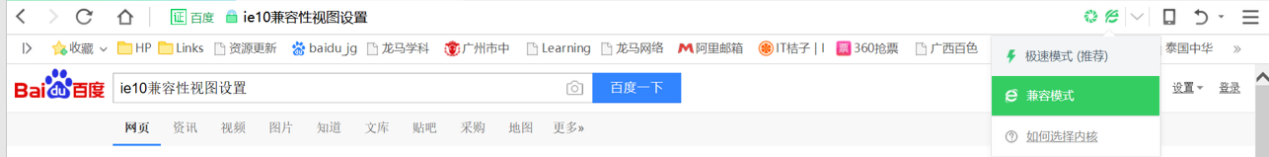 证 百度 ie10兼容性视图设置
收藏 HP Links 资源更新 baidu_jg 龙马学科 广州市中 Learning 龙马网络 阿里邮箱 IT桔子 | I 票 360抢票 广西百色 泰国中华 »
极速模式 (推荐)
Bai du 百度 ie10兼容性视图设置 百度一下 兼容模式 设置 登录
网页 资讯 视频 图片 知道 文库 贴吧 采购 地图 更多» 如何选择内核